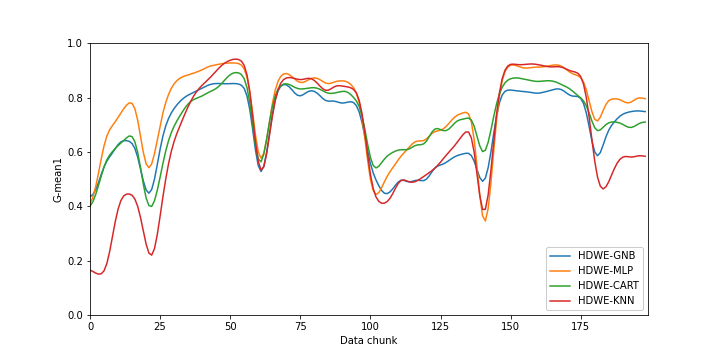 1.0
0.8
0.6
0.4
0.2
0.0
G-mean1
0 25 50 75 100 125 150 175
Data chunk
HDWE-GNB
HDWE-MLP
HDWE-CART
HDWE-KNN